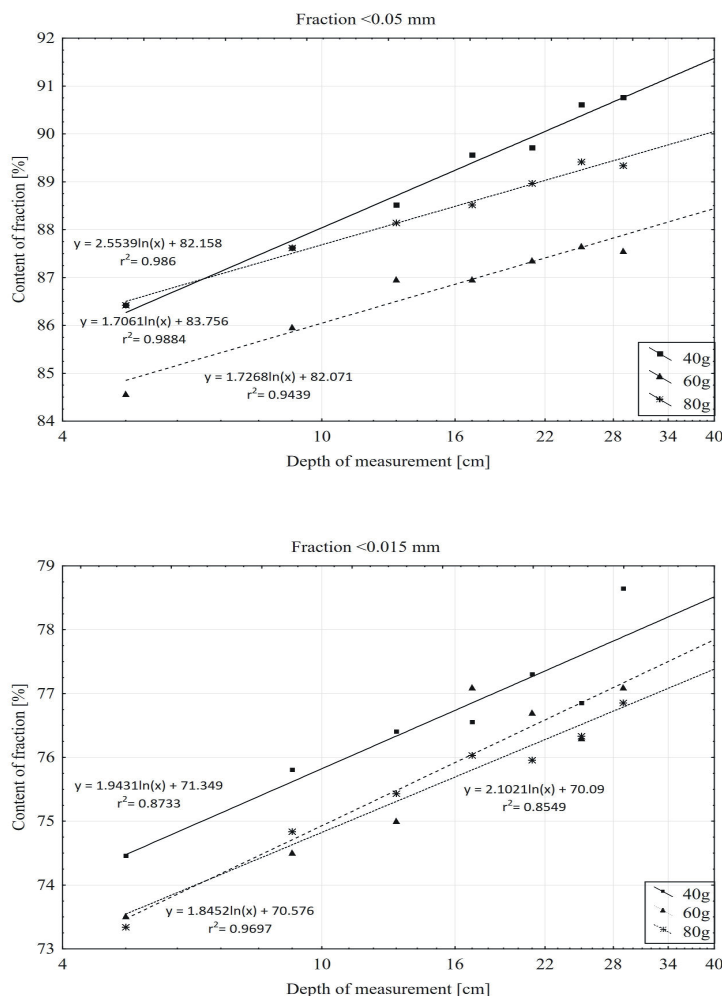 Fraction <0.05 mm
92
91
90
89
88
87
86
85
84
Content of fraction [%]
y = 2.5539ln(x) + 82.158
r² = 0.986
y = 1.7061ln(x) + 83.756
r² = 0.9884
y = 1.7268ln(x) + 82.071
r² = 0.9439
40g
60g
80g
4 10 16 22 28 34 40
Depth of measurement [cm]
Fraction <0.015 mm
79
78
77
76
75
74
73
Content of fraction [%]
y = 1.9431ln(x) + 71.349
r² = 0.8733
y = 2.1021ln(x) + 70.09
r² = 0.8549
y = 1.8452ln(x) + 70.576
r² = 0.9697
40g
60g
80g
4 10 16 22 28 34 40
Depth of measurement [cm]